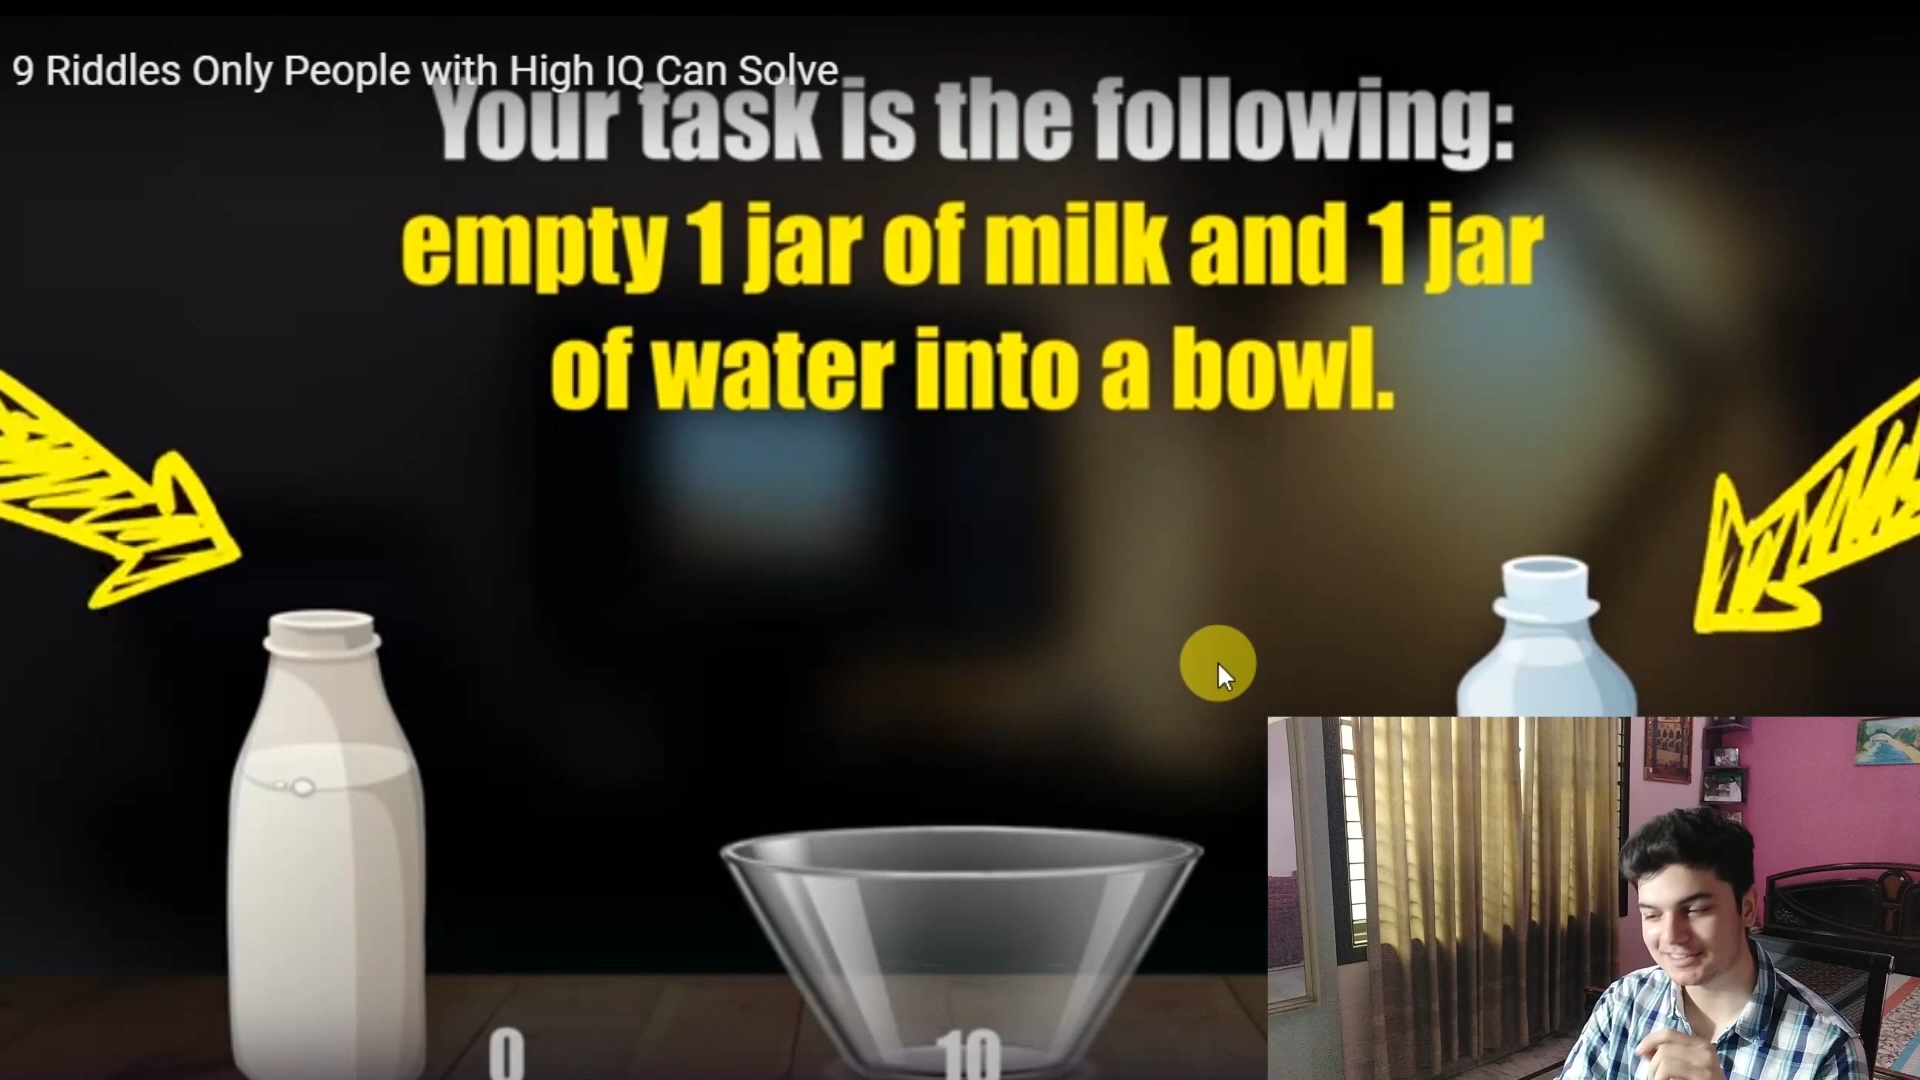 9 Riddles Only People with High IQ Can Solve
Your task is the following:
empty 1 jar of milk and 1 jar
of water into a bowl.
0 10